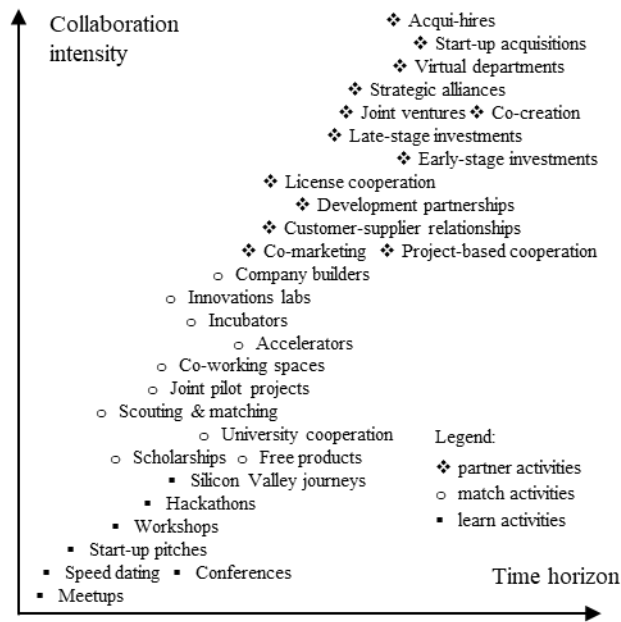 Collaboration
intensity
Acqui-hires
Start-up acquisitions
Virtual departments
Strategic alliances
Joint ventures Co-creation
Late-stage investments
Early-stage investments
License cooperation
Development partnerships
Customer-supplier relationships
Co-marketing Project-based cooperation
Company builders
Innovations labs
Incubators
Accelerators
Co-working spaces
Joint pilot projects
Scouting & matching
University cooperation
Scholarships Free products
Silicon Valley journeys
Hackathons
Workshops
Start-up pitches
Speed dating Conferences
Meetups
Legend:
partner activities
match activities
learn activities
Time horizon